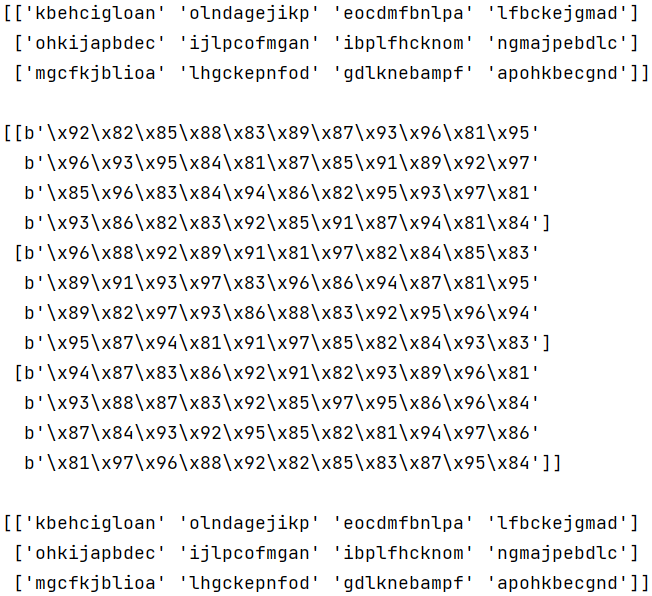 [['kbehcigloan' 'olndagejikp' 'eocdmfbnlpa' 'lfbckejgmad']
 ['ohkijapbdec' 'ijlpcofmgan' 'ibplfhcknom' 'ngmajpebdlc']
 ['mgcfkjblioa' 'lhgckepnfod' 'gdlknebampf' 'apohkbecgnd']]

[[b'\x92\x82\x85\x88\x83\x89\x87\x93\x96\x81\x95'
  b'\x96\x93\x95\x84\x81\x87\x85\x91\x89\x92\x97'
  b'\x85\x96\x83\x84\x94\x86\x82\x95\x93\x97\x81'
  b'\x93\x86\x82\x83\x92\x85\x91\x87\x94\x81\x84']
 [b'\x96\x88\x92\x89\x91\x81\x97\x82\x84\x85\x83'
  b'\x89\x91\x93\x97\x83\x96\x86\x94\x87\x81\x95'
  b'\x89\x82\x97\x93\x86\x88\x83\x92\x95\x96\x94'
  b'\x95\x87\x94\x81\x91\x97\x85\x82\x84\x93\x83']
 [b'\x94\x87\x83\x86\x92\x91\x82\x93\x89\x96\x81'
  b'\x93\x88\x87\x83\x92\x85\x97\x95\x86\x96\x84'
  b'\x87\x84\x93\x92\x95\x85\x82\x81\x94\x97\x86'
  b'\x81\x97\x96\x88\x92\x82\x85\x83\x87\x95\x84']]

[['kbehcigloan' 'olndagejikp' 'eocdmfbnlpa' 'lfbckejgmad']
 ['ohkijapbdec' 'ijlpcofmgan' 'ibplfhcknom' 'ngmajpebdlc']
 ['mgcfkjblioa' 'lhgckepnfod' 'gdlknebampf' 'apohkbecgnd']]